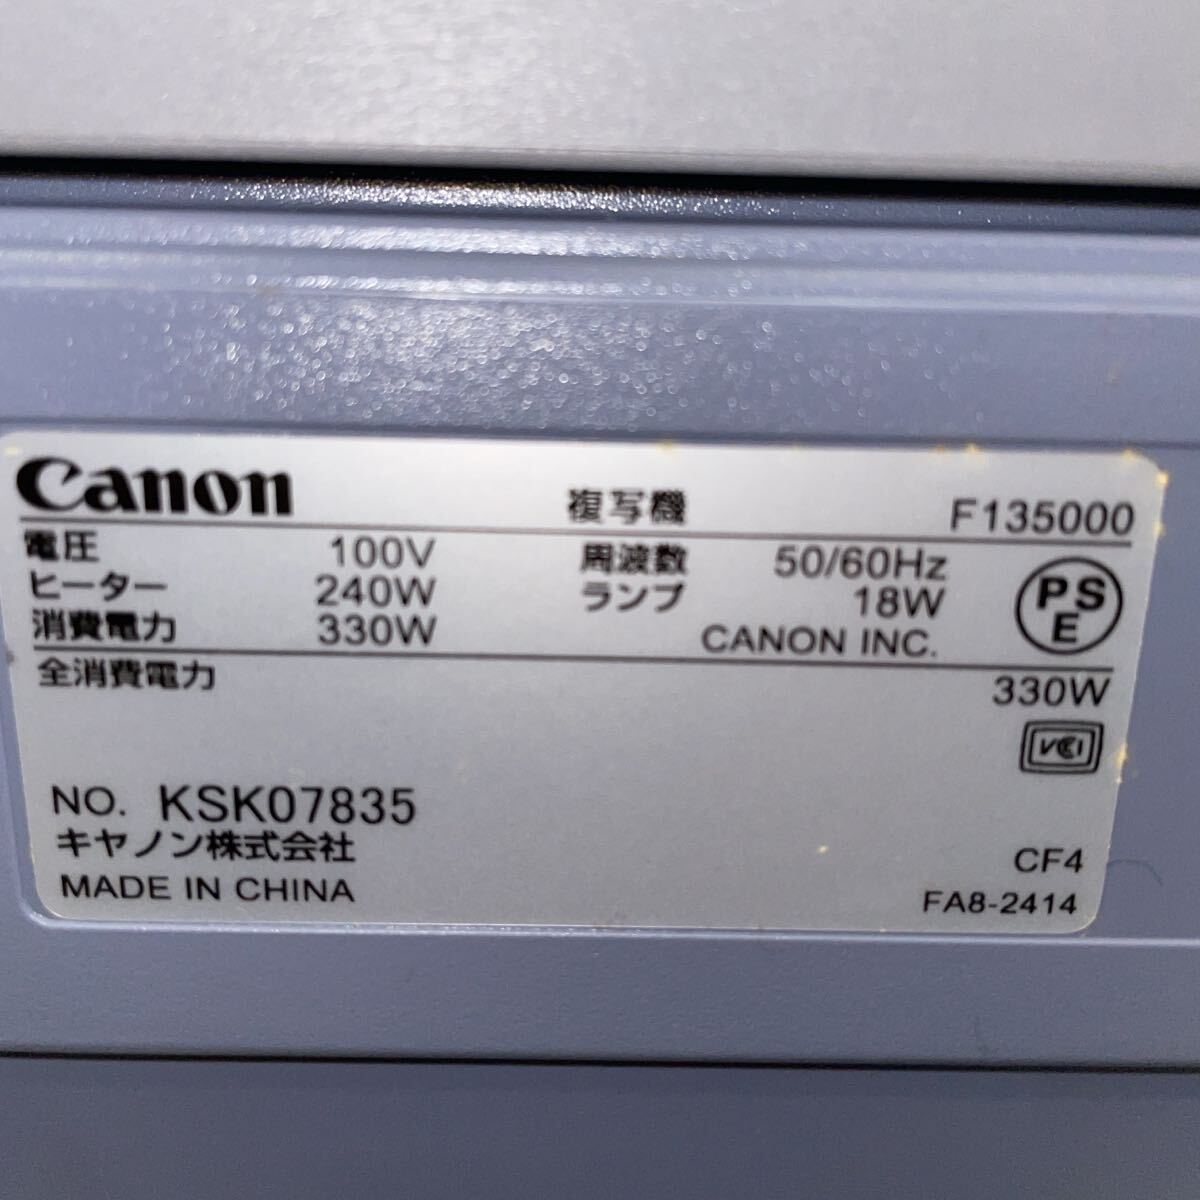 Canon 複写機 F135000
電圧 100V 周波数 50/60Hz
ヒーター 240W ランプ 18W
消費電力 330W CANON INC.
PSE
全消費電力 330W
VCCI
NO. KSK07835
キヤノン株式会社 CF4
MADE IN CHINA FA8-2414